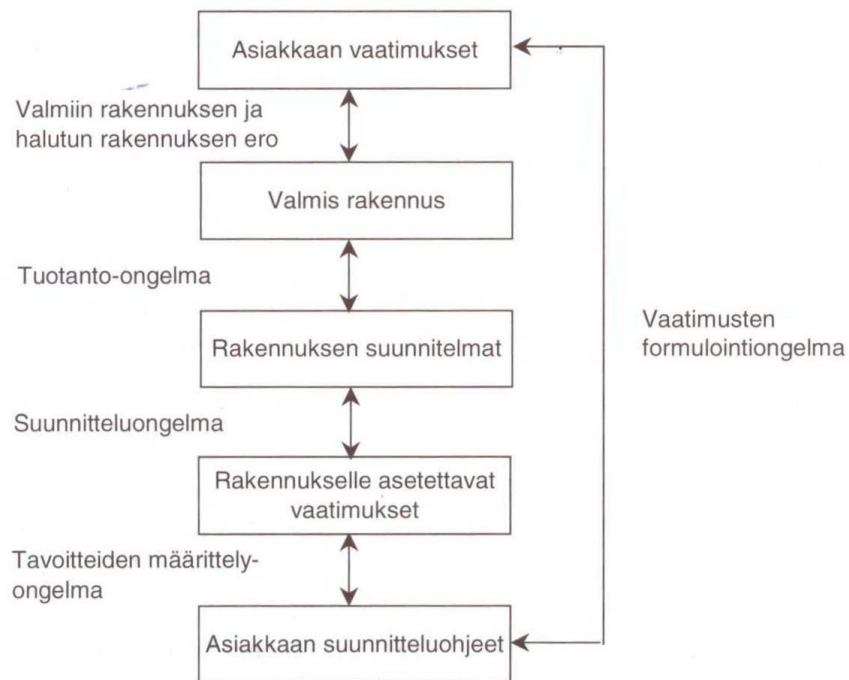 Asiakkaan vaatimukset
Valmiin rakennuksen ja
halutun rakennuksen ero
Valmis rakennus
Tuotanto-ongelma
Rakennuksen suunnitelmat
Vaatimusten
formulointiongelma
Suunnitteluongelma
Rakennukselle asetettavat
vaatimukset
Tavoitteiden määrittely-
ongelma
Asiakkaan suunnitteluohjeet